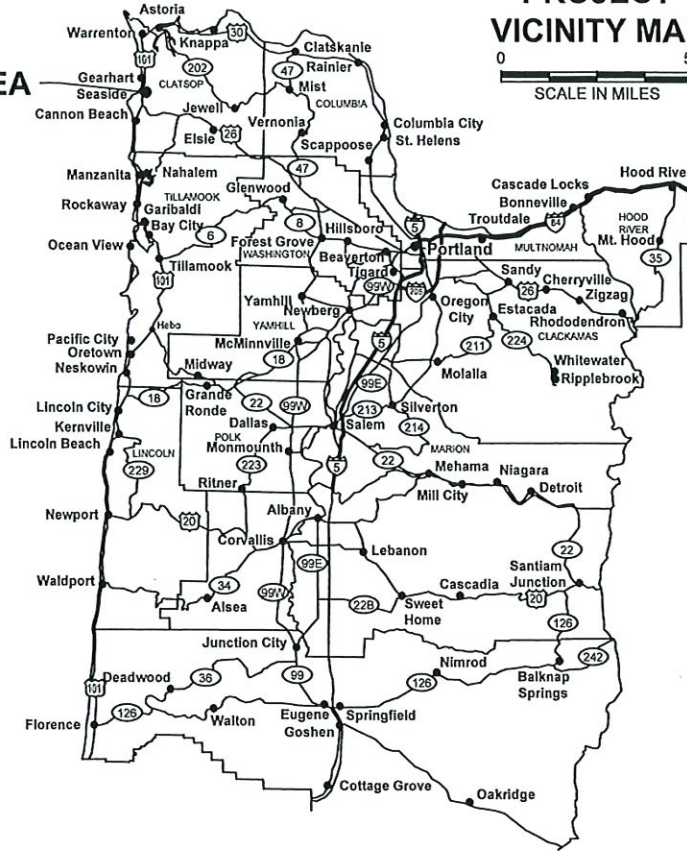 PROJECT
VICINITY MA
0 5
SCALE IN MILES
EA
Astoria
Warrenton
Knappa
30
101
202
Clatskanie
Rainier
47
Gearhart
CLATSOP
Seaside
Mist
COLUMBIA
Jewell
Cannon Beach
Vernonia
Columbia City
St. Helens
Elsie
26
Scappoose
47
Manzanita
Nahalem
Glenwood
TILLAMOOK
Rockaway
Garibaldi
Bay City
6
8
Hillsboro
Forest Grove
WASHINGTON
Ocean View
Tillamook
101
Beaverton
Tigard
99W
5
Portland
Troutdale
Bonneville
Cascade Locks
Hood Rive
84
MULTNOMAH
HOOD
RIVER
Mt. Hood
35
205
Sandy
26
Cherryville
Zigzag
Oregon
City
Estacada
Rhododendron
CLACKAMAS
Yamhill
Newberg
YAMHILL
McMinnville
18
5
211
224
Molalla
Whitewater
Ripplebrook
Hebo
Pacific City
Oretown
Neskowin
Midway
18
Grande
Ronde
22
99W
99E
213
Silverton
214
Lincoln City
Kernville
Lincoln Beach
Dallas
POLK
Monmouth
Salem
MARION
LINCOLN
229
223
5
22
Mehama
Mill City
Niagara
Detroit
Ritner
Newport
20
Albany
Corvallis
99E
Lebanon
22
Santiam
Junction
Waldport
34
Alsea
99W
22B
Sweet
Home
Cascadia
20
126
Junction City
Nimrod
242
Balknap
Springs
101
Deadwood
36
99
126
Florence
126
Walton
Eugene
Springfield
Goshen
Cottage Grove
Oakridge